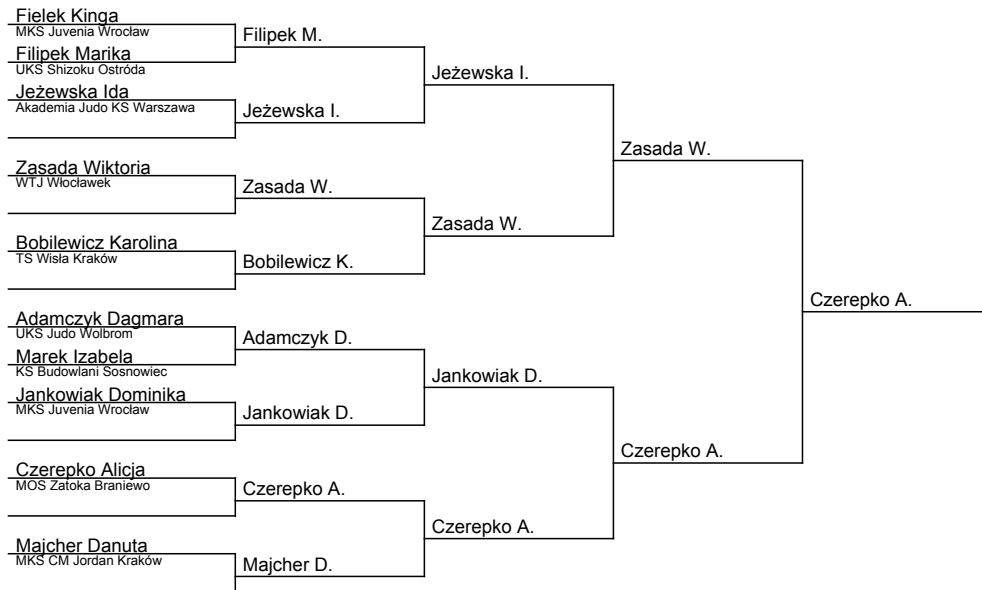 Fielek Kinga
MKS Juvenia Wrocław
Filipek M.
Filipek Marika
UKS Shizoku Ostróda
Jeżewska I.
Jeżewska Ida
Akademia Judo KS Warszawa
Jeżewska I.
Zasada W.
Zasada Wiktoria
WTJ Włocławek
Zasada W.
Zasada W.
Bobilewicz Karolina
TS Wisła Kraków
Bobilewicz K.
Czerepko A.
Adamczyk Dagmara
UKS Judo Wolbrom
Adamczyk D.
Marek Izabela
KS Budowlani Sosnowiec
Jankowiak D.
Jankowiak Dominika
MKS Juvenia Wrocław
Jankowiak D.
Czerepko A.
Czerepko Alicja
MOS Zatoka Braniewo
Czerepko A.
Czerepko A.
Majcher Danuta
MKS CM Jordan Kraków
Majcher D.